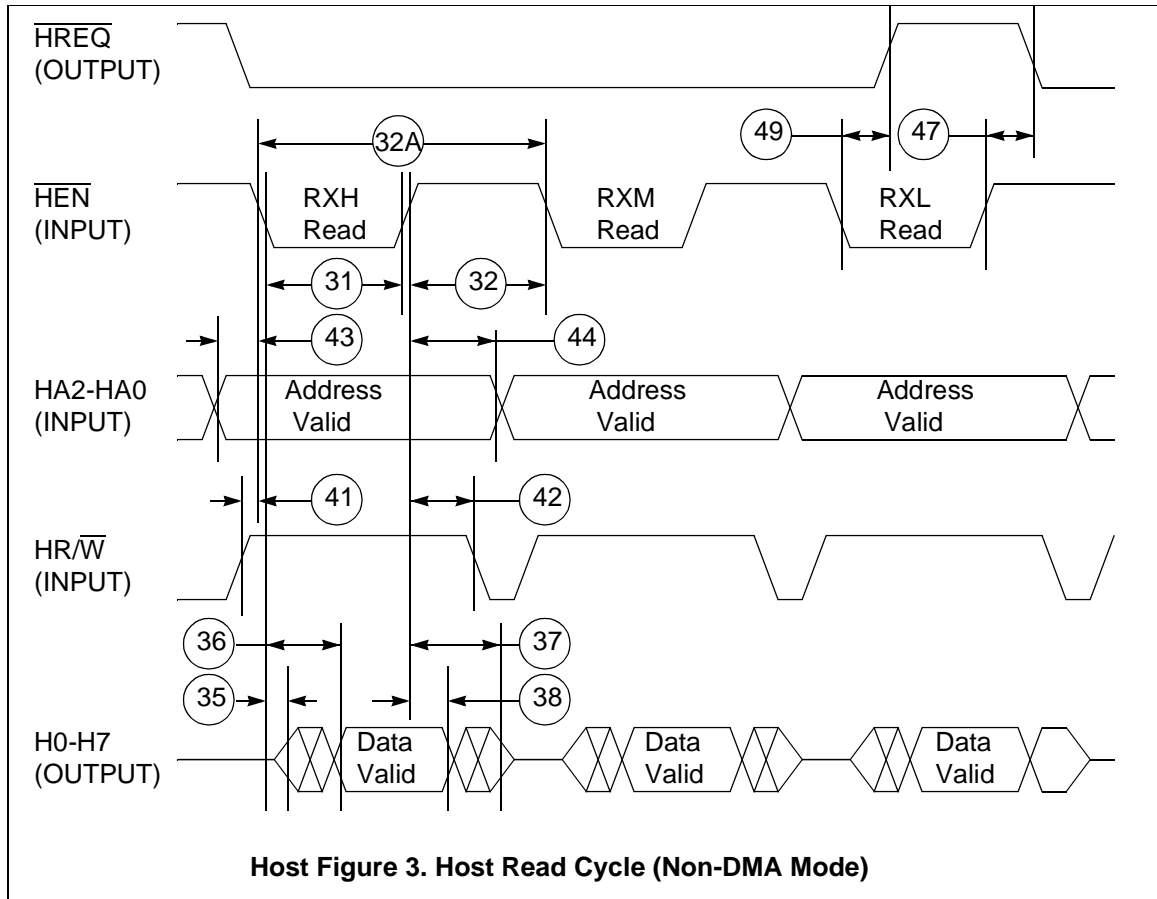 HREQ
(OUTPUT)
32A
49
47
HEN
(INPUT)
RXH
Read
RXM
Read
RXL
Read
31
32
43
44
HA2-HA0
(INPUT)
Address
Valid
Address
Valid
Address
Valid
41
42
HR/W
(INPUT)
36
37
35
38
H0-H7
(OUTPUT)
Data
Valid
Data
Valid
Data
Valid
Host Figure 3. Host Read Cycle (Non-DMA Mode)